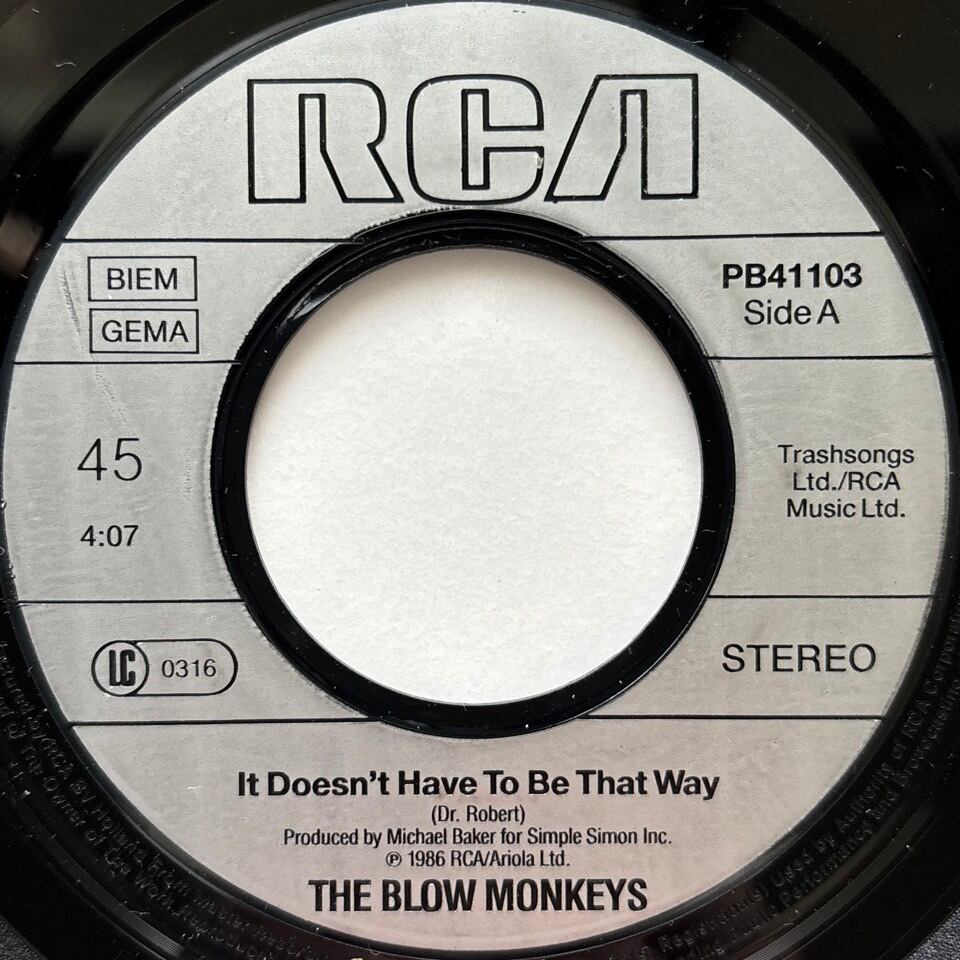 RCA
BIEM
GEMA
PB41103
Side A
45
4:07
Trashsongs
Ltd./RCA
Music Ltd.
LC 0316
STEREO
It Doesn't Have To Be That Way
(Dr. Robert)
Produced by Michael Baker for Simple Simon Inc.
℗ 1986 RCA/Ariola Ltd.
THE BLOW MONKEYS